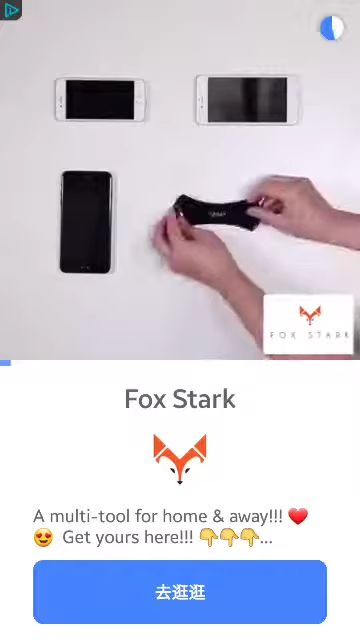 FOX STARK
Fox Stark
A multi-tool for home & away!!! ❤️
😍 Get yours here!!! 👇👇👇...
去逛逛